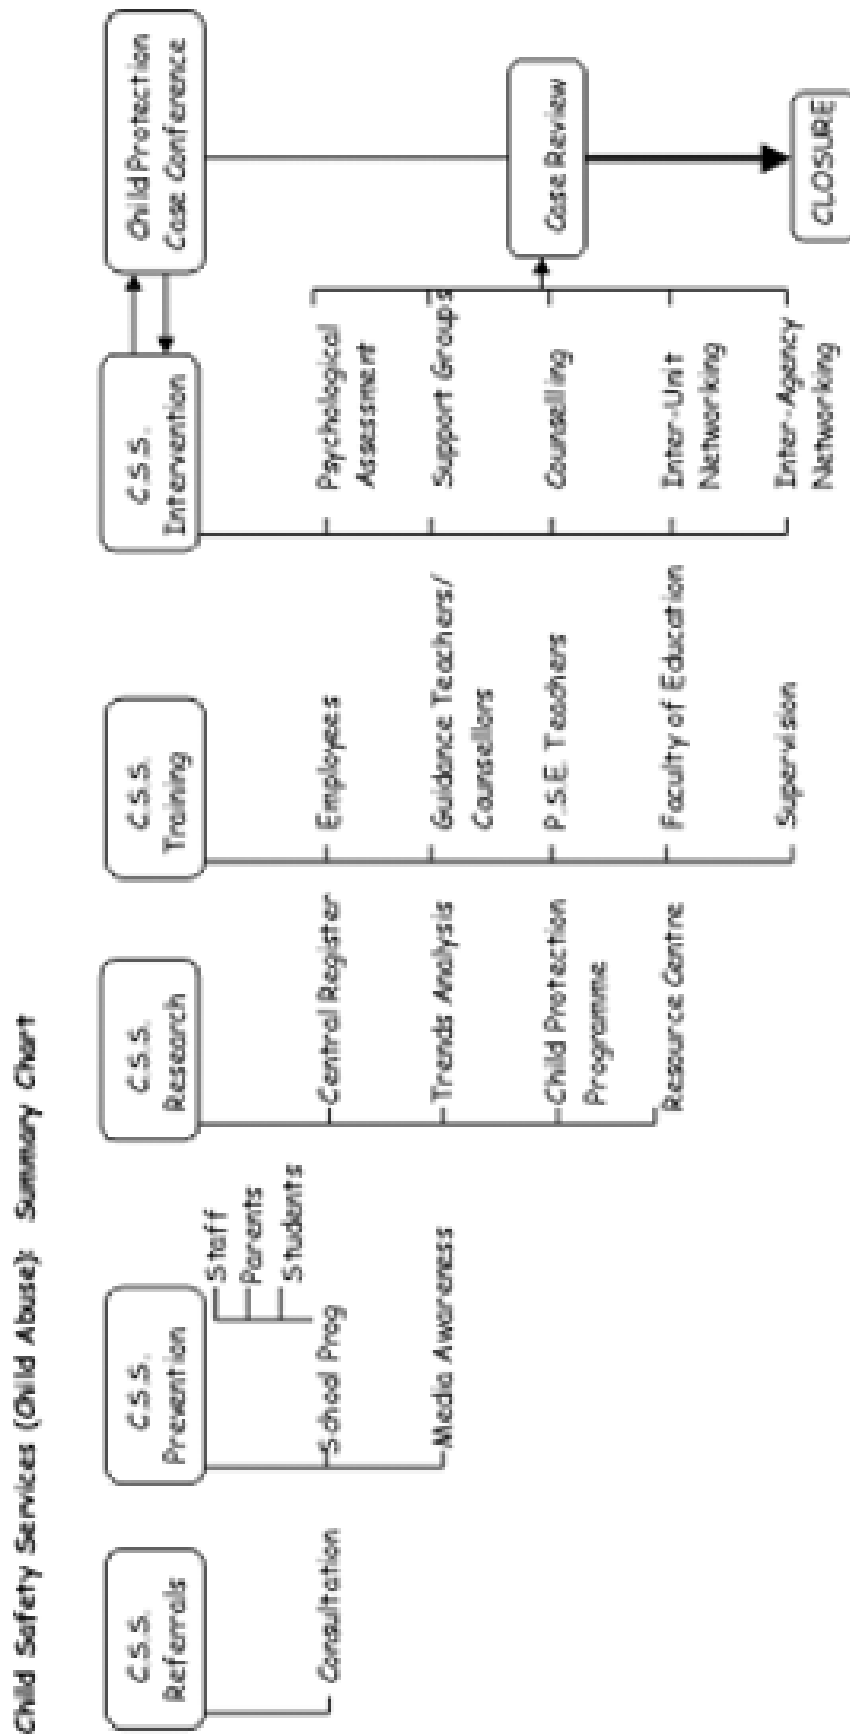 Child Safety Services (Child Abuse): Summary Chart
C.S.S.
Referrals
Consultation
C.S.S.
Prevention
Staff
Parents
Students
School Prog
Media Awareness
C.S.S.
Research
Central Register
Trends Analysis
Child Protection
Programme
Resource Centre
C.S.S.
Training
Employees
Guidance Teachers/
Counsellors
P.S.E. Teachers
Faculty of Education
Supervision
C.S.S.
Intervention
Psychological
Assessment
Support Groups
Counselling
Inter-Unit
Networking
Inter-Agency
Networking
Child Protection
Case Conference
Case Review
CLOSURE